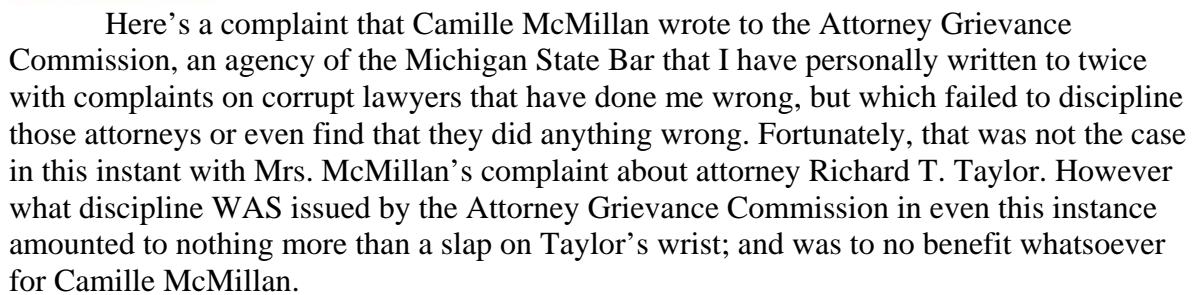 Here’s a complaint that Camille McMillan wrote to the Attorney Grievance
Commission, an agency of the Michigan State Bar that I have personally written to twice
with complaints on corrupt lawyers that have done me wrong, but which failed to discipline
those attorneys or even find that they did anything wrong. Fortunately, that was not the case
in this instant with Mrs. McMillan’s complaint about attorney Richard T. Taylor. However
what discipline WAS issued by the Attorney Grievance Commission in even this instance
amounted to nothing more than a slap on Taylor’s wrist; and was to no benefit whatsoever
for Camille McMillan.